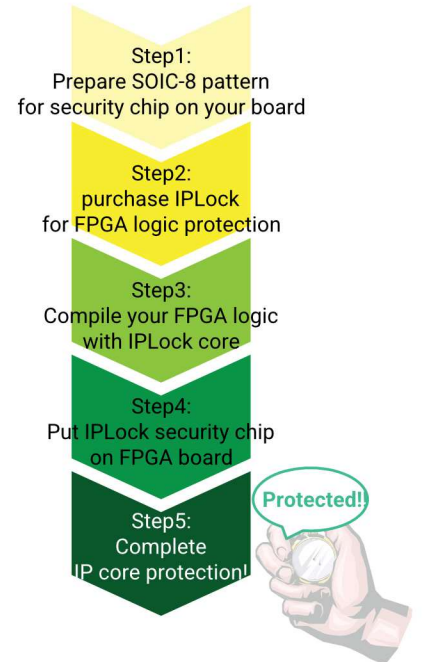 Step1:
Prepare SOIC-8 pattern
for security chip on your board
Step2:
purchase IPLock
for FPGA logic protection
Step3:
Compile your FPGA logic
with IPLock core
Step4:
Put IPLock security chip
on FPGA board
Step5:
Complete
IP core protection!
Protected!!